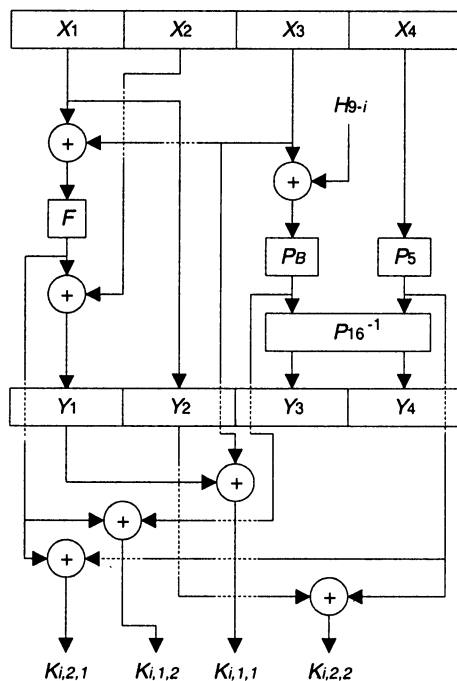 X1 X2 X3 X4
H9-i
+
+
F
PB P5
+
P16-1
Y1 Y2 Y3 Y4
+
+
+
+
Ki,2,1 Ki,1,2 Ki,1,1 Ki,2,2